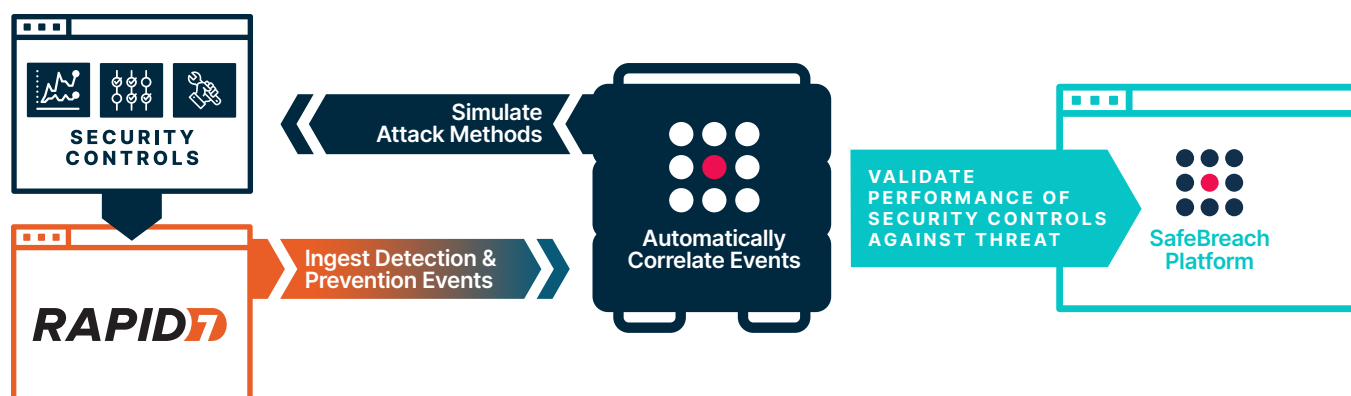 SECURITY
CONTROLS
Simulate
Attack Methods
RAPID7
Ingest Detection &
Prevention Events
Automatically
Correlate Events
VALIDATE
PERFORMANCE OF
SECURITY CONTROLS
AGAINST THREAT
SafeBreach
Platform